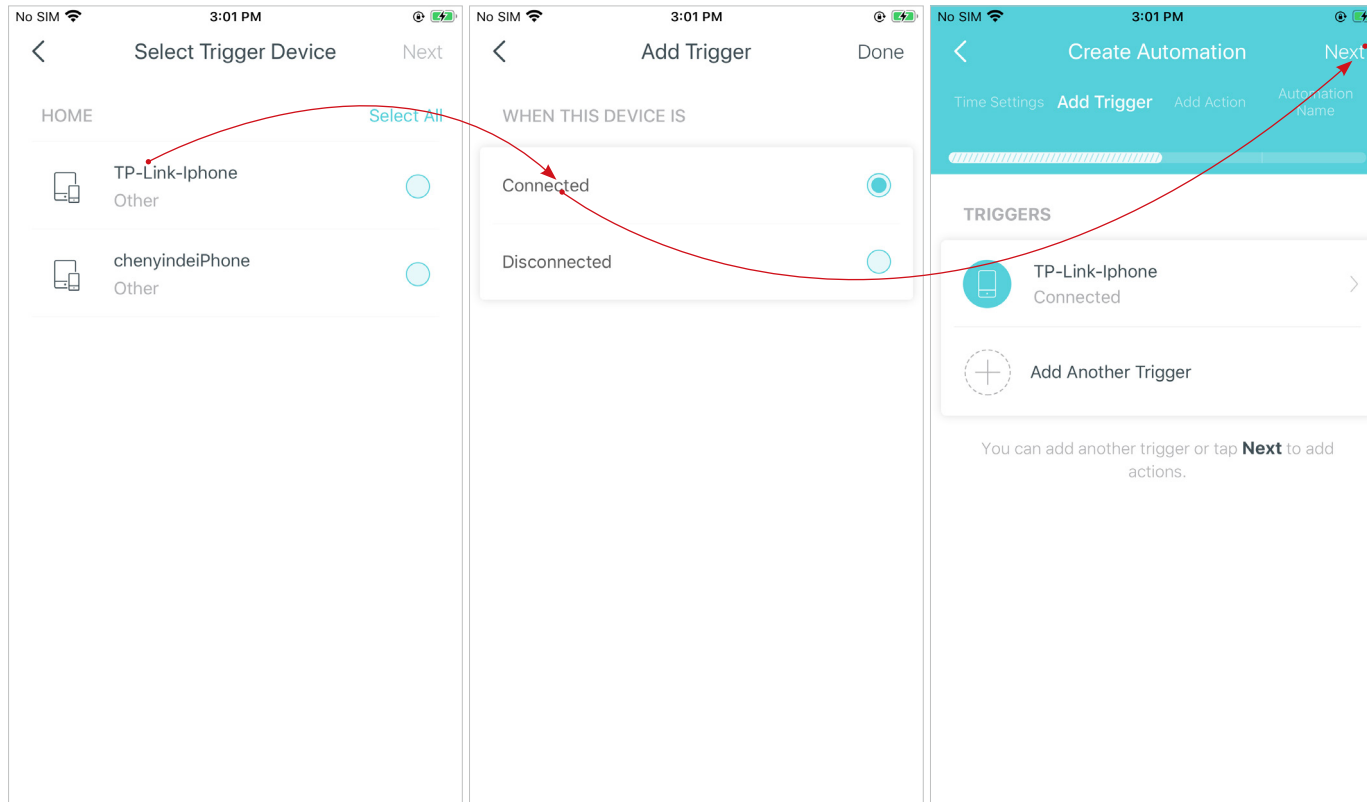 No SIM 3:01 PM
Select Trigger Device Next
HOME Select All
TP-Link-Iphone
Other
chenyindeiPhone
Other
No SIM 3:01 PM
Add Trigger Done
WHEN THIS DEVICE IS
Connected
Disconnected
No SIM 3:01 PM
Create Automation Next
Time Settings Add Trigger Add Action Automation
Name
TRIGGERS
TP-Link-Iphone
Connected
Add Another Trigger
You can add another trigger or tap Next to add
actions.